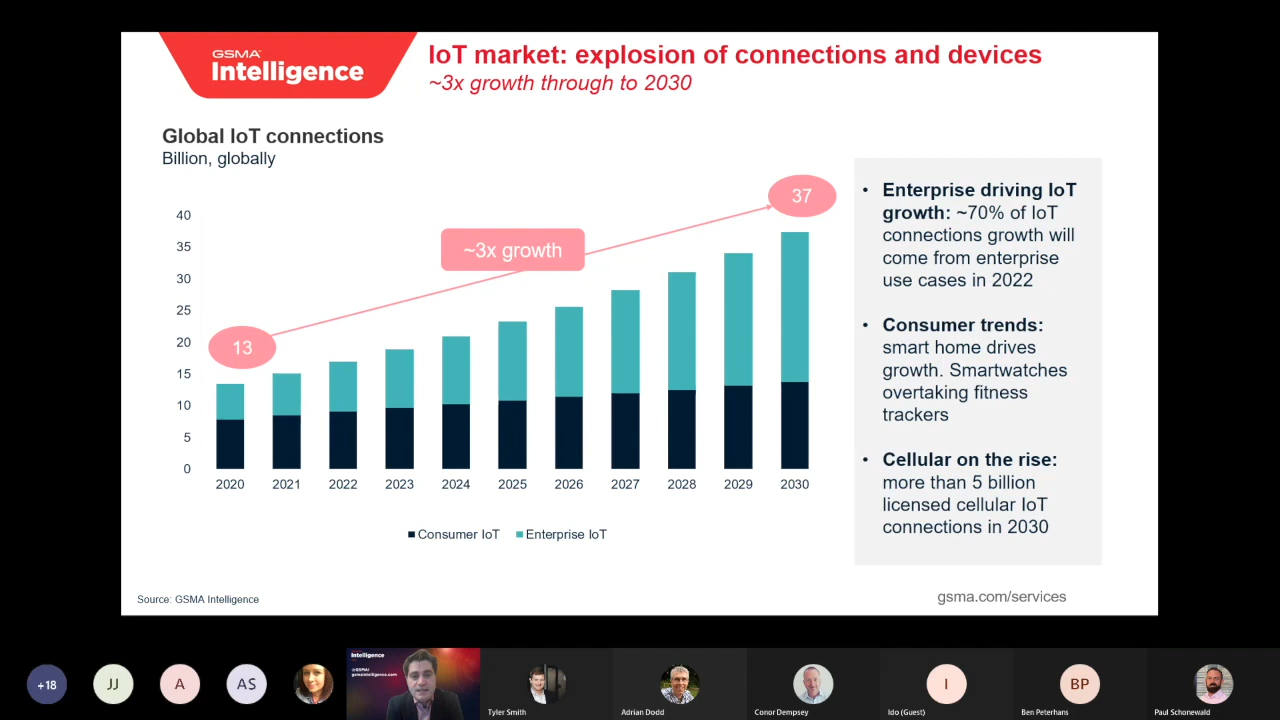 GSMA™
Intelligence
IoT market: explosion of connections and devices
~3x growth through to 2030
Global IoT connections
Billion, globally
40
35
30
25
20
15
10
5
0
13
~3x growth
37
2020 2021 2022 2023 2024 2025 2026 2027 2028 2029 2030
Consumer IoT Enterprise IoT
• Enterprise driving IoT
growth: ~70% of IoT
connections growth will
come from enterprise
use cases in 2022
• Consumer trends:
smart home drives
growth. Smartwatches
overtaking fitness
trackers
• Cellular on the rise:
more than 5 billion
licensed cellular IoT
connections in 2030
Source: GSMA Intelligence
gsma.com/services
+18
JJ
A
AS
Intelligence
@GSMAi
gsmaintelligence.com
Tyler Smith
Adrian Dodd
Conor Dempsey
I
Ido (Guest)
BP
Ben Peterhans
Paul Schonewald